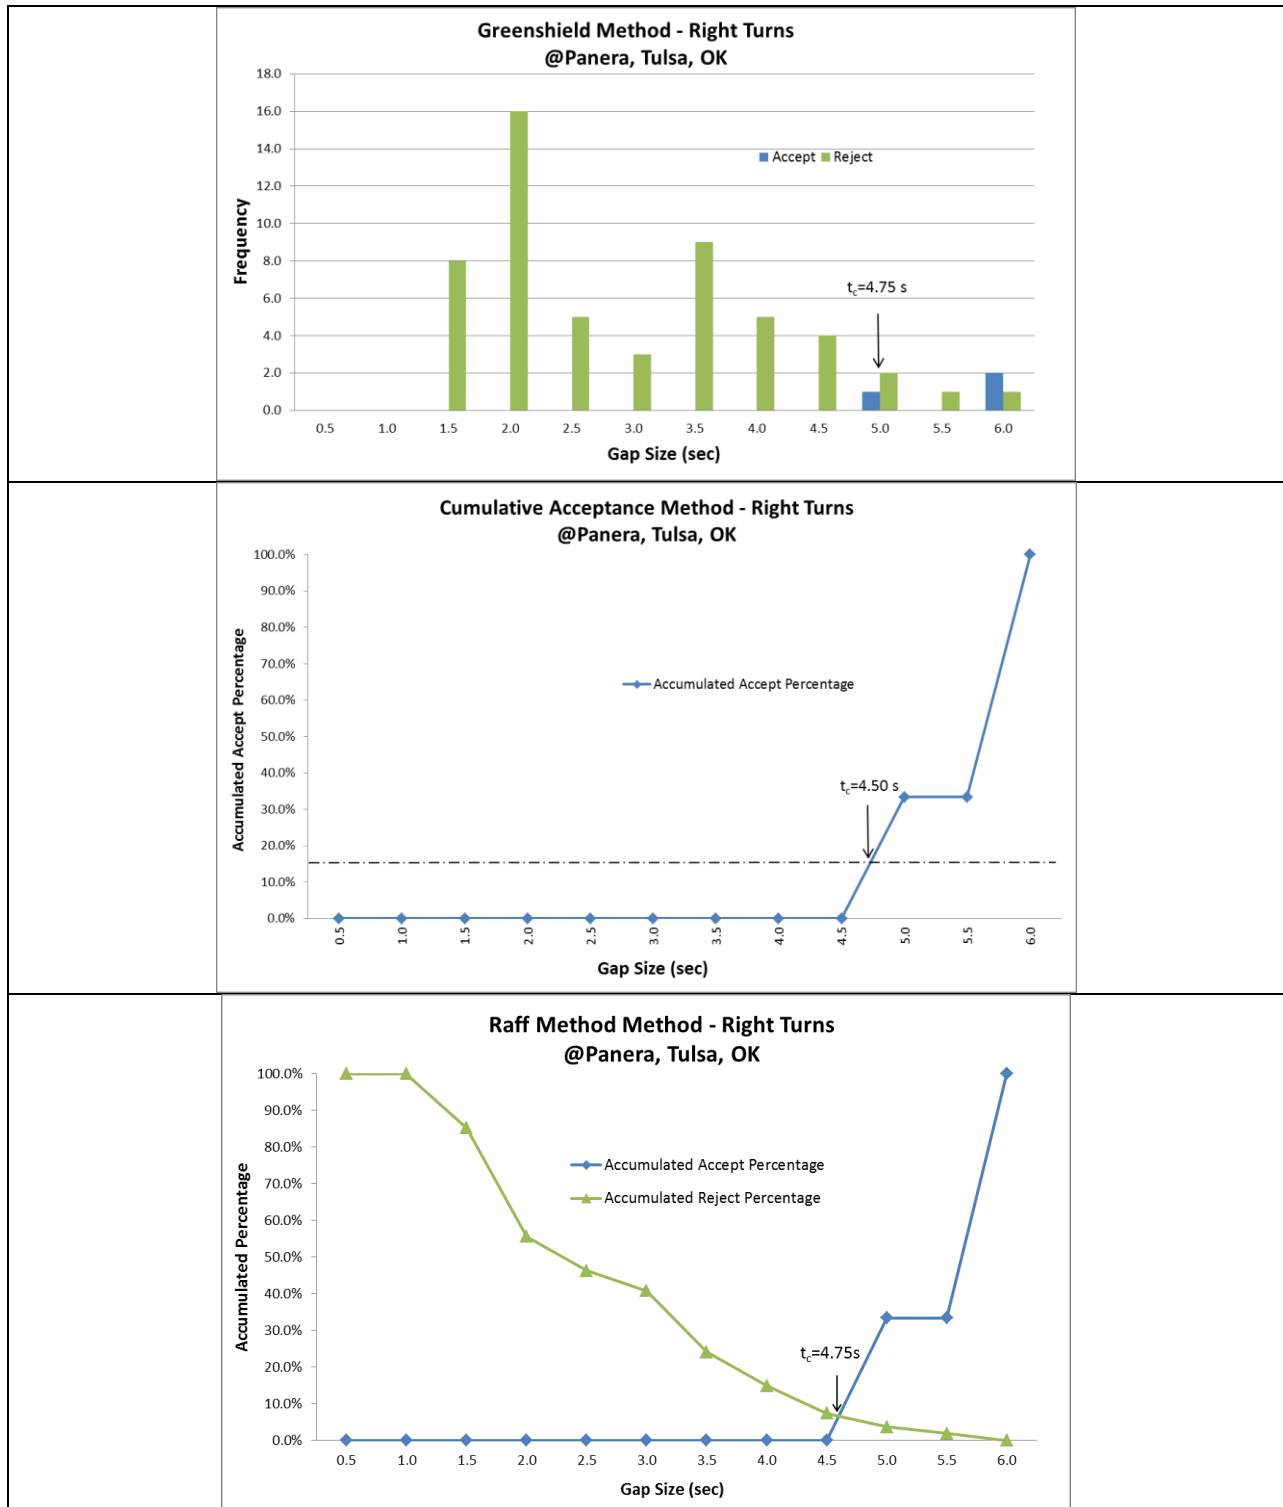 Greenshield Method - Right Turns
@Panera, Tulsa, OK
18.0
16.0
14.0
12.0
10.0
8.0
6.0
4.0
2.0
0.0
Frequency
Accept Reject
tc=4.75 s
0.5 1.0 1.5 2.0 2.5 3.0 3.5 4.0 4.5 5.0 5.5 6.0
Gap Size (sec)
Cumulative Acceptance Method - Right Turns
@Panera, Tulsa, OK
100.0%
90.0%
80.0%
70.0%
60.0%
50.0%
40.0%
30.0%
20.0%
10.0%
0.0%
Accumulated Accept Percentage
Accumulated Accept Percentage
tc=4.50 s
0.5 1.0 1.5 2.0 2.5 3.0 3.5 4.0 4.5 5.0 5.5 6.0
Gap Size (sec)
Raff Method Method - Right Turns
@Panera, Tulsa, OK
100.0%
90.0%
80.0%
70.0%
60.0%
50.0%
40.0%
30.0%
20.0%
10.0%
0.0%
Accumulated Percentage
Accumulated Accept Percentage
Accumulated Reject Percentage
tc=4.75s
0.5 1.0 1.5 2.0 2.5 3.0 3.5 4.0 4.5 5.0 5.5 6.0
Gap Size (sec)